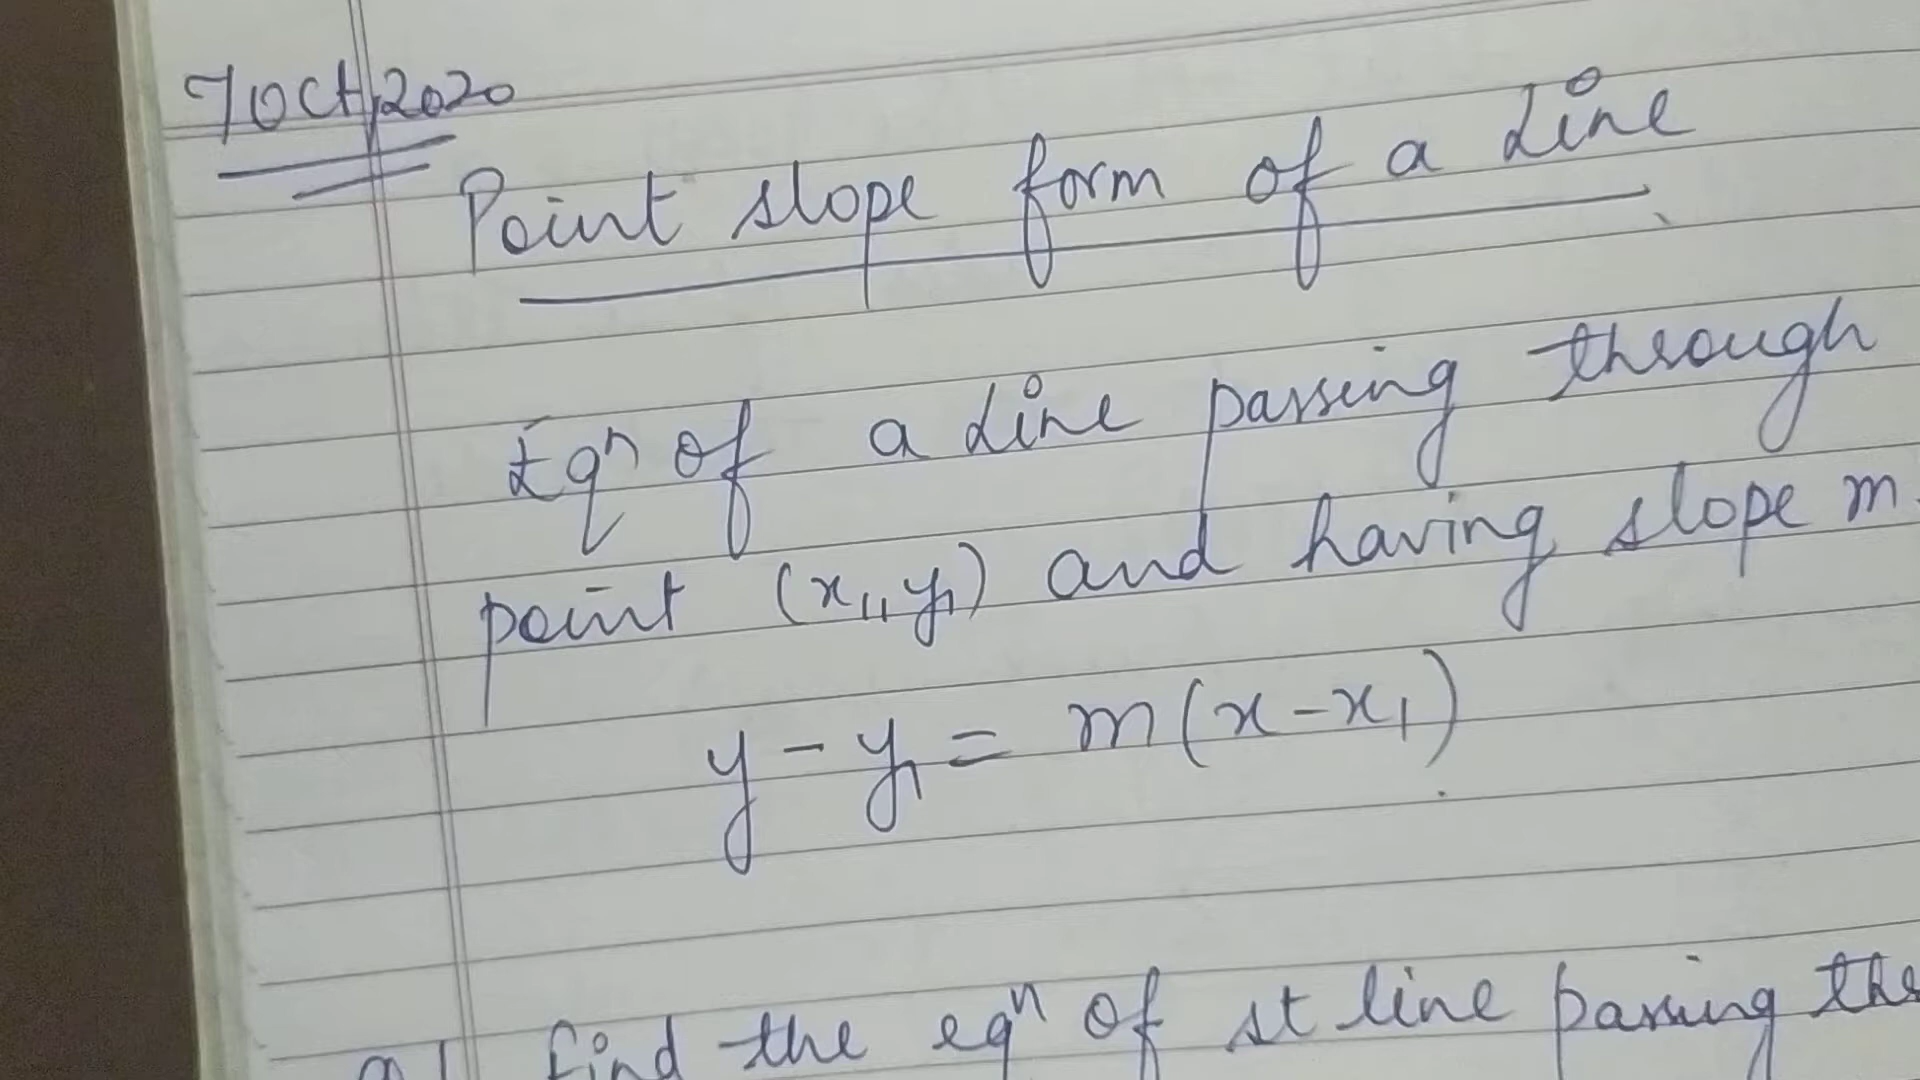 7 Oct, 2020
Point slope form of a Line
Eqⁿ of a Line passing through
point (x₁, y₁) and having slope m.
y - y₁ = m(x - x₁)
find the eqⁿ of st line passing